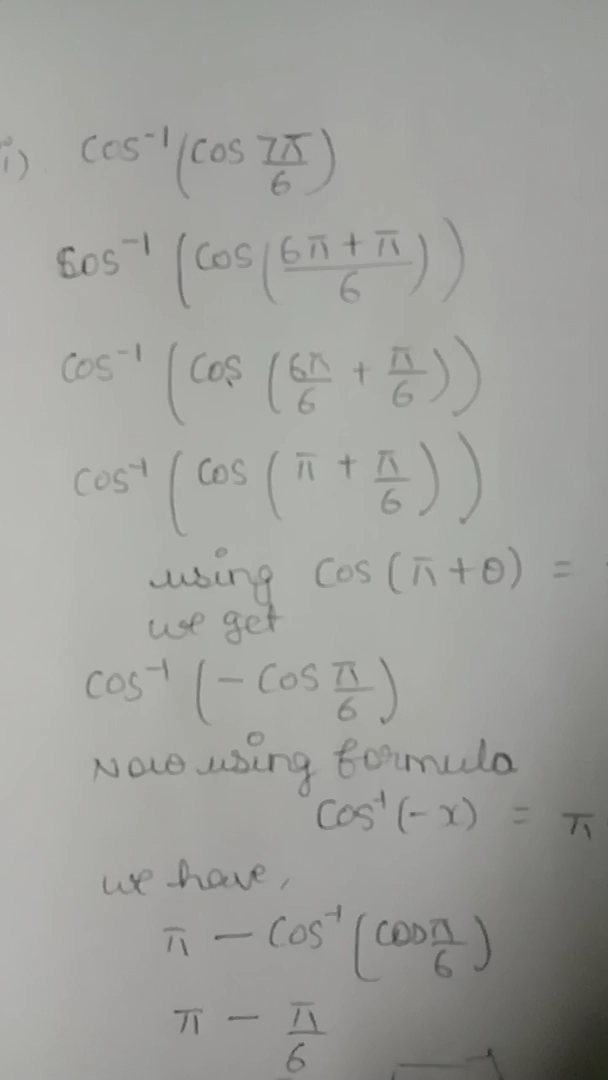 i) cos⁻¹(cos 7π/6)
cos⁻¹(cos((6π + π)/6))
cos⁻¹(cos(6π/6 + π/6))
cos⁻¹(cos(π + π/6))
using cos(π + θ) =
we get
cos⁻¹(- cos π/6)
Now using formula
cos⁻¹(-x) = π
we have,
π - cos⁻¹(cos π/6)
π - π/6